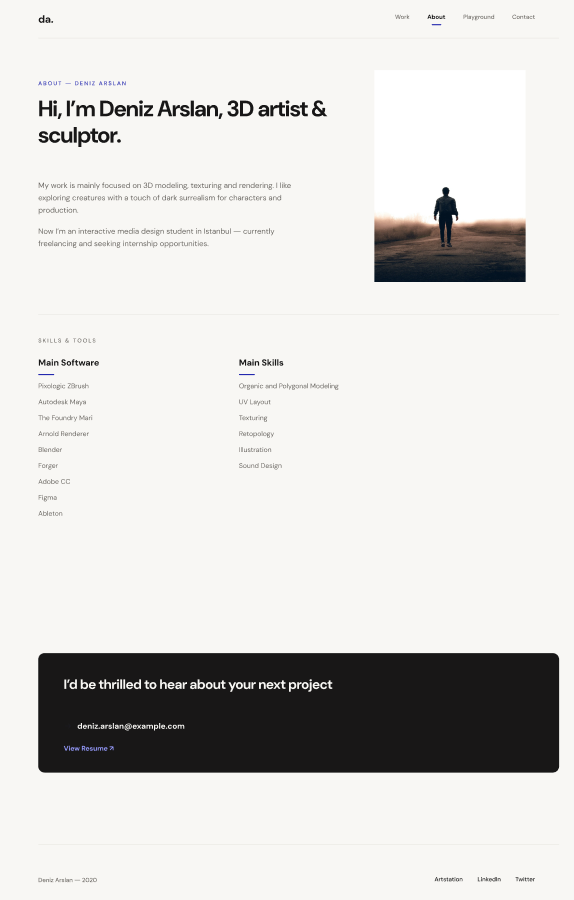 da.
Work
About
Playground
Contact
ABOUT — DENIZ ARSLAN
Hi, I’m Deniz Arslan, 3D artist &
sculptor.
My work is mainly focused on 3D modeling, texturing and rendering. I like
exploring creatures with a touch of dark surrealism for characters and
production.
Now I’m an interactive media design student in Istanbul — currently
freelancing and seeking internship opportunities.
SKILLS & TOOLS
Main Software
Pixologic ZBrush
Autodesk Maya
The Foundry Mari
Arnold Renderer
Blender
Forger
Adobe CC
Figma
Ableton
Main Skills
Organic and Polygonal Modeling
UV Layout
Texturing
Retopology
Illustration
Sound Design
I’d be thrilled to hear about your next project
deniz.arslan@example.com
View Resume ↗
Deniz Arslan — 2020
Artstation
LinkedIn
Twitter